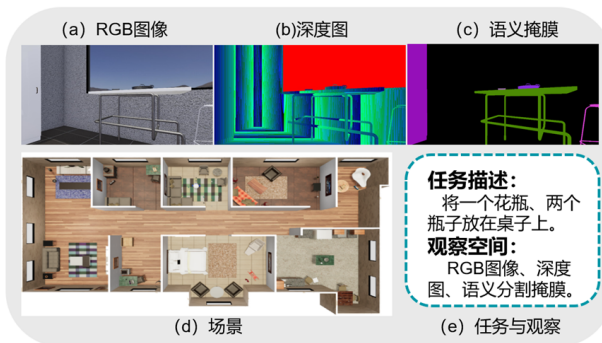 （a）RGB图像
(b)深度图
（c）语义掩膜
任务描述：
将一个花瓶、两个
瓶子放在桌子上。
观察空间：
RGB图像、深度
图、语义分割掩膜。
(d）场景
(e）任务与观察